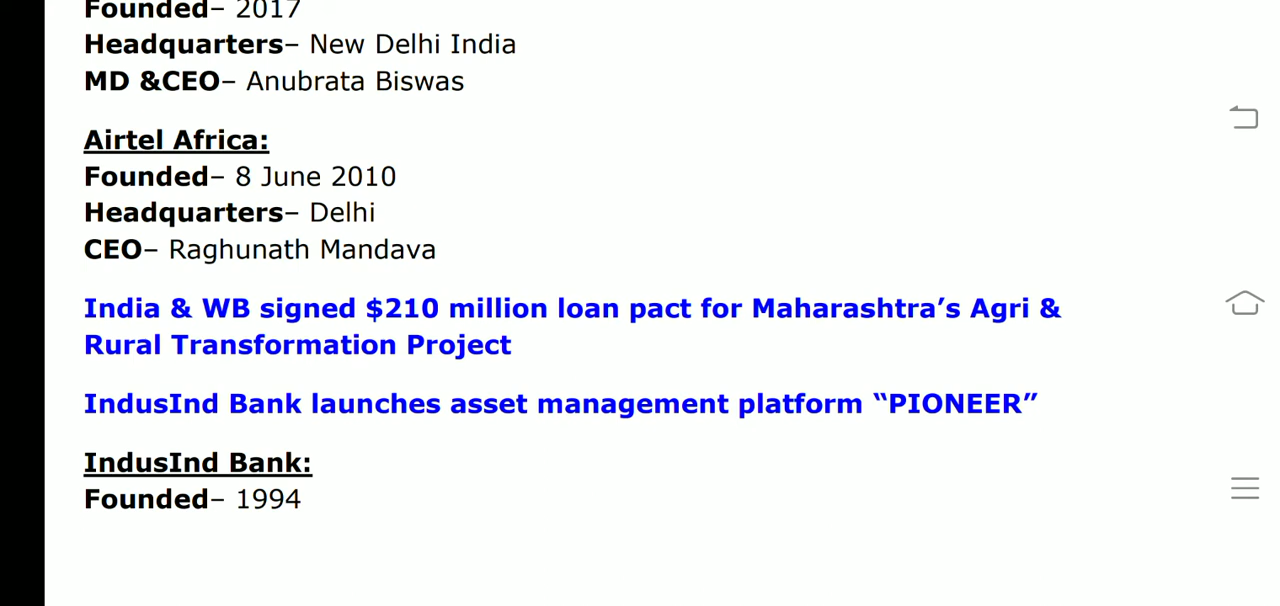 Founded– 2017
Headquarters– New Delhi India
MD &CEO– Anubrata Biswas
Airtel Africa:
Founded– 8 June 2010
Headquarters– Delhi
CEO– Raghunath Mandava
India & WB signed $210 million loan pact for Maharashtra’s Agri &
Rural Transformation Project
IndusInd Bank launches asset management platform “PIONEER”
IndusInd Bank:
Founded– 1994